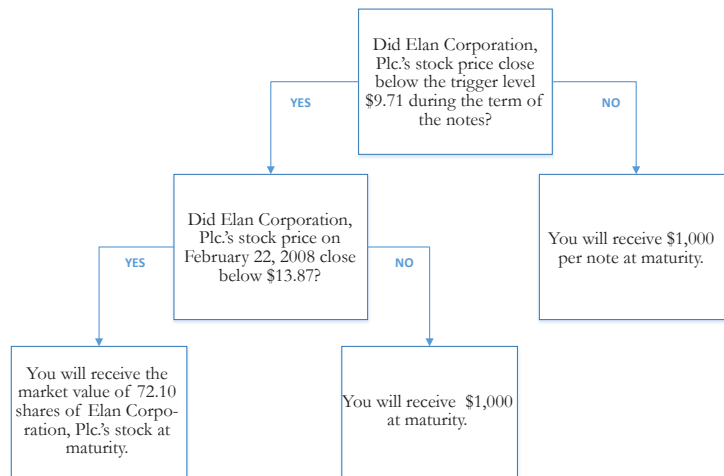 Did Elan Corporation,
Plc.'s stock price close
below the trigger level
$9.71 during the term of
the notes?
YES
NO
Did Elan Corporation,
Plc.'s stock price on
February 22, 2008 close
below $13.87?
You will receive $1,000
per note at maturity.
YES
NO
You will receive the
market value of 72.10
shares of Elan Corpo-
ration, Plc.'s stock at
maturity.
You will receive $1,000
at maturity.